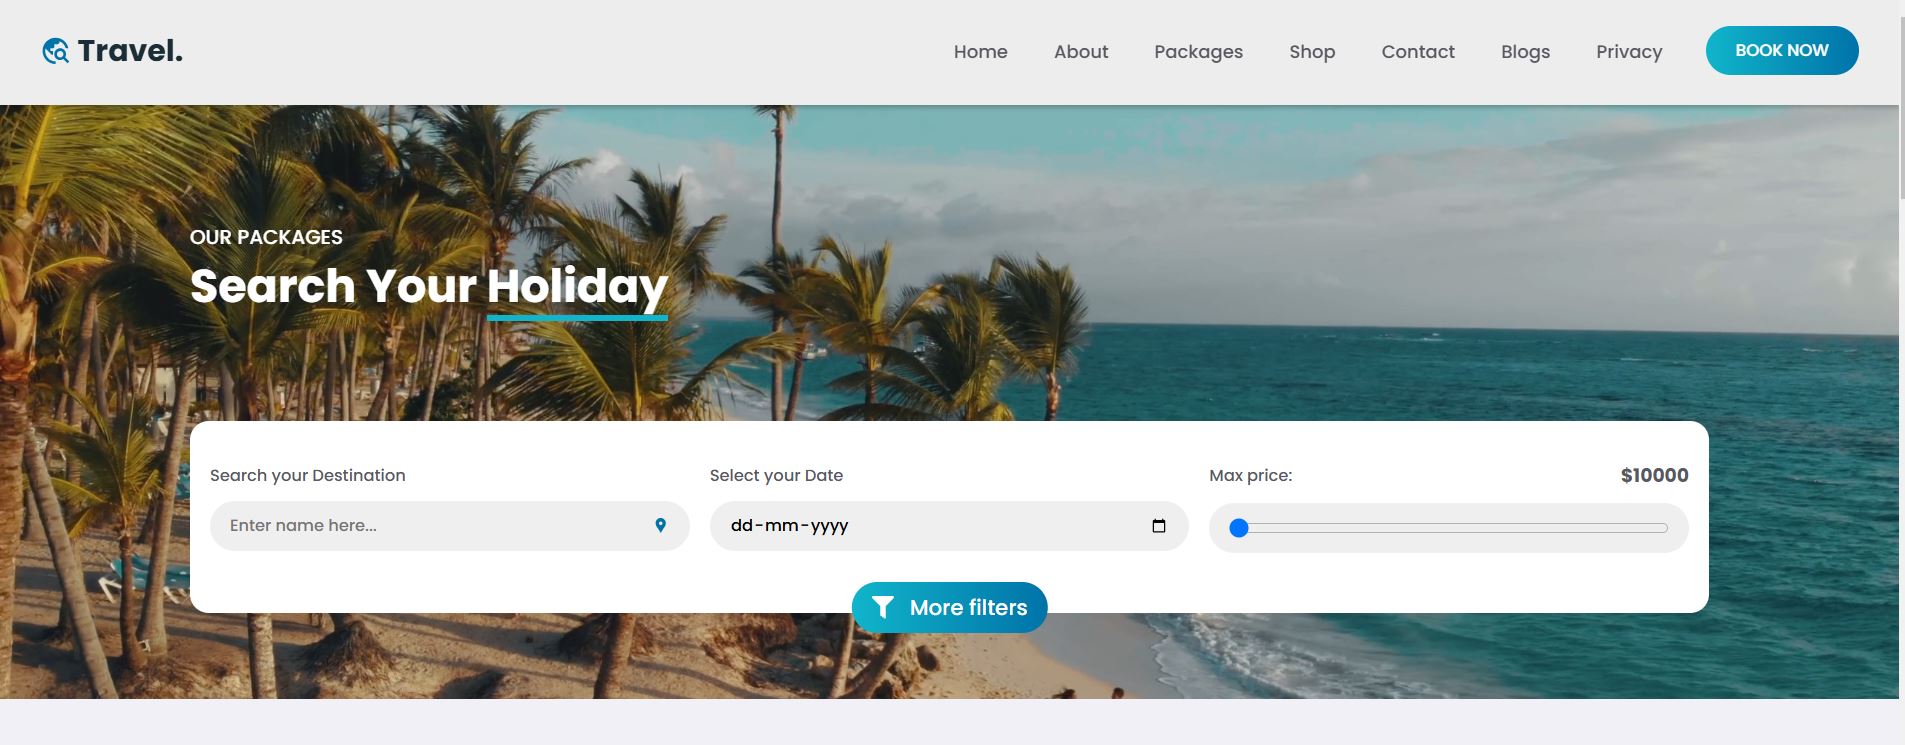 Travel.
Home About Packages Shop Contact Blogs Privacy BOOK NOW
OUR PACKAGES
Search Your Holiday
Search your Destination Select your Date Max price: $10000
Enter name here... dd-mm-yyyy
More filters